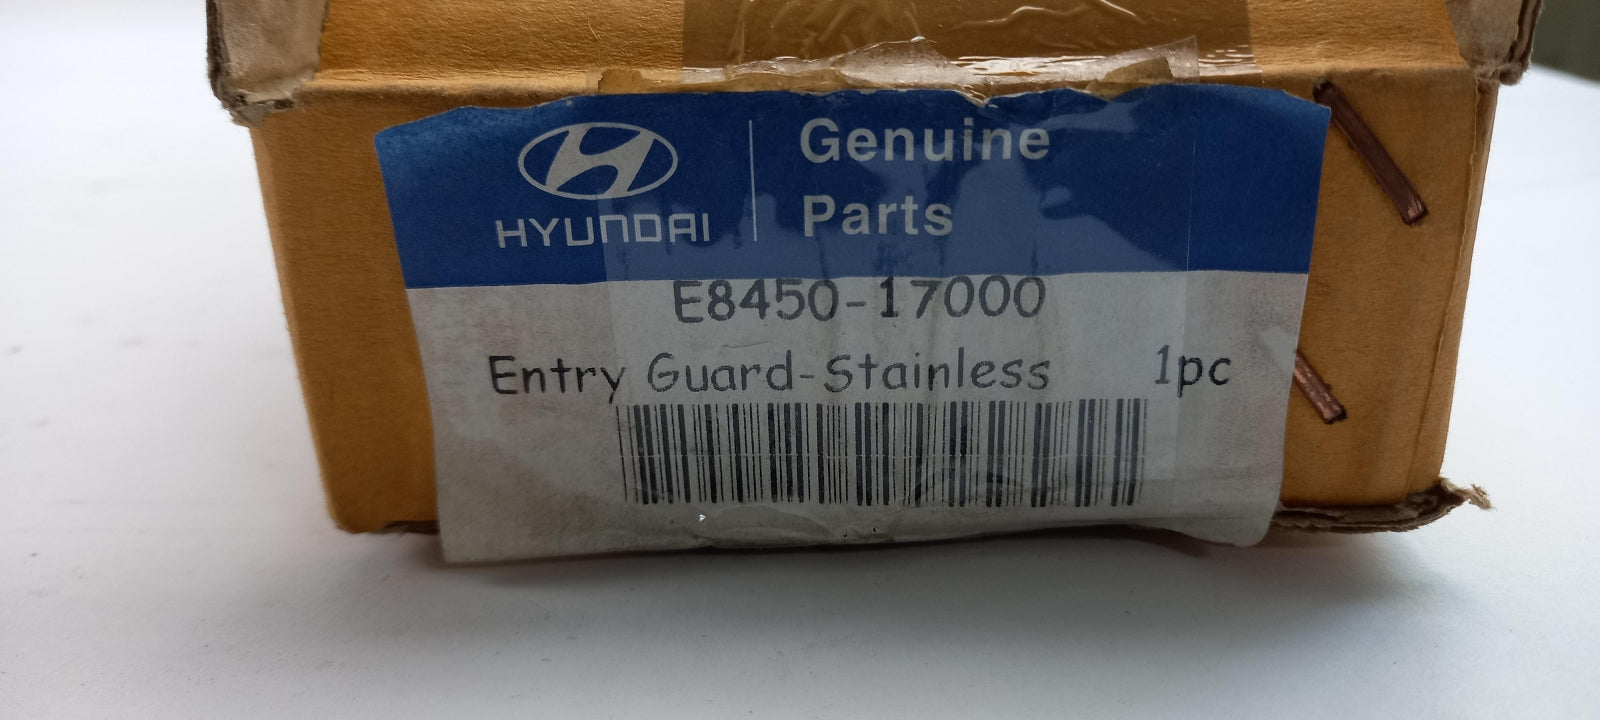 HYUNDAI
Genuine
Parts
E8450-17000
Entry Guard-Stainless 1pc